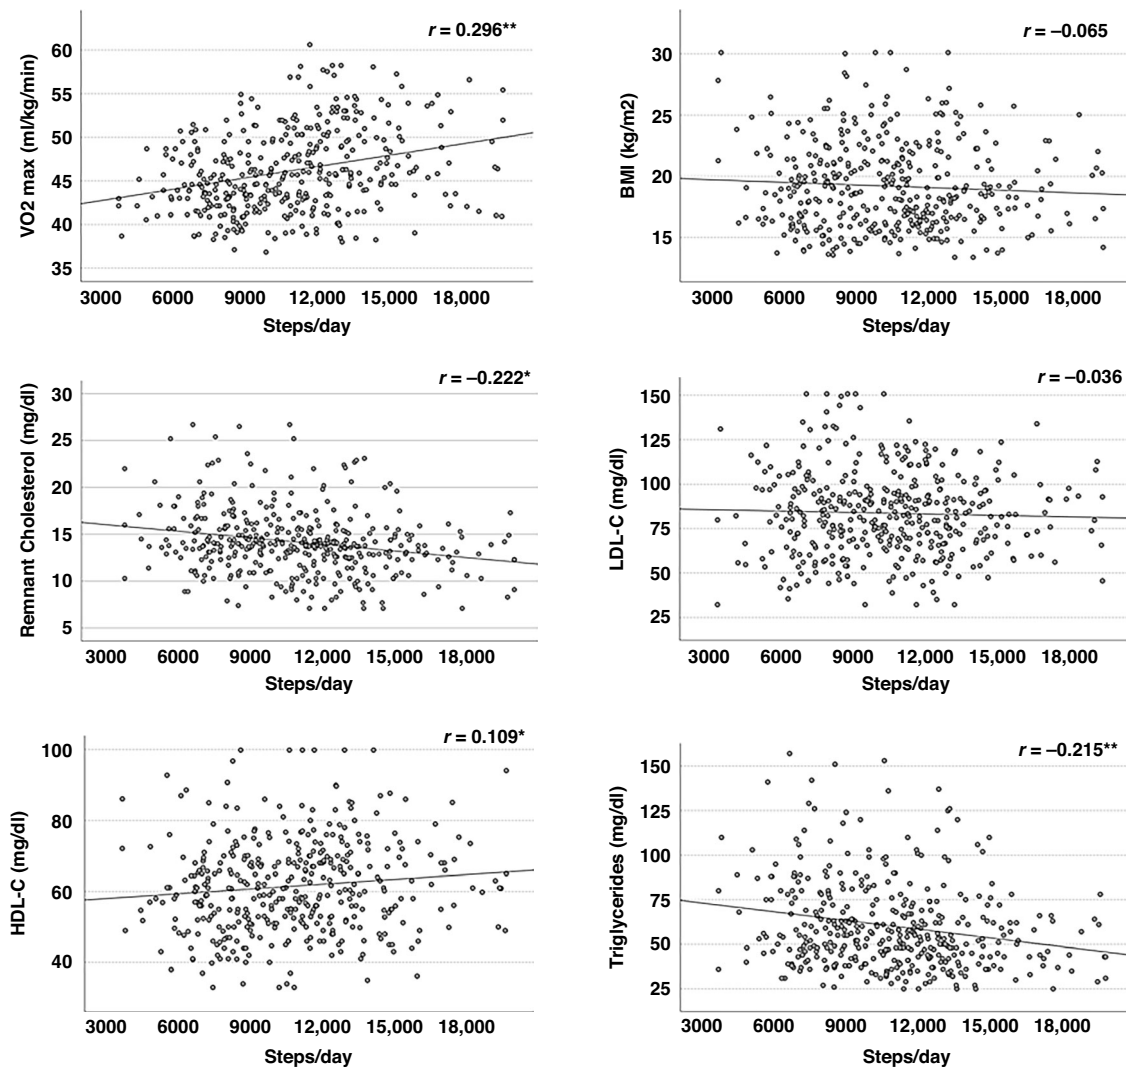 r = 0.296**
VO2 max (ml/kg/min)
60
55
50
45
40
35
3000 6000 9000 12,000 15,000 18,000
Steps/day
r = –0.065
BMI (kg/m2)
30
25
20
15
3000 6000 9000 12,000 15,000 18,000
Steps/day
r = –0.222*
Remnant Cholesterol (mg/dl)
30
25
20
15
10
5
3000 6000 9000 12,000 15,000 18,000
Steps/day
r = –0.036
LDL-C (mg/dl)
150
125
100
75
50
25
3000 6000 9000 12,000 15,000 18,000
Steps/day
r = 0.109*
HDL-C (mg/dl)
100
80
60
40
3000 6000 9000 12,000 15,000 18,000
Steps/day
r = –0.215**
Triglycerides (mg/dl)
150
125
100
75
50
25
3000 6000 9000 12,000 15,000 18,000
Steps/day